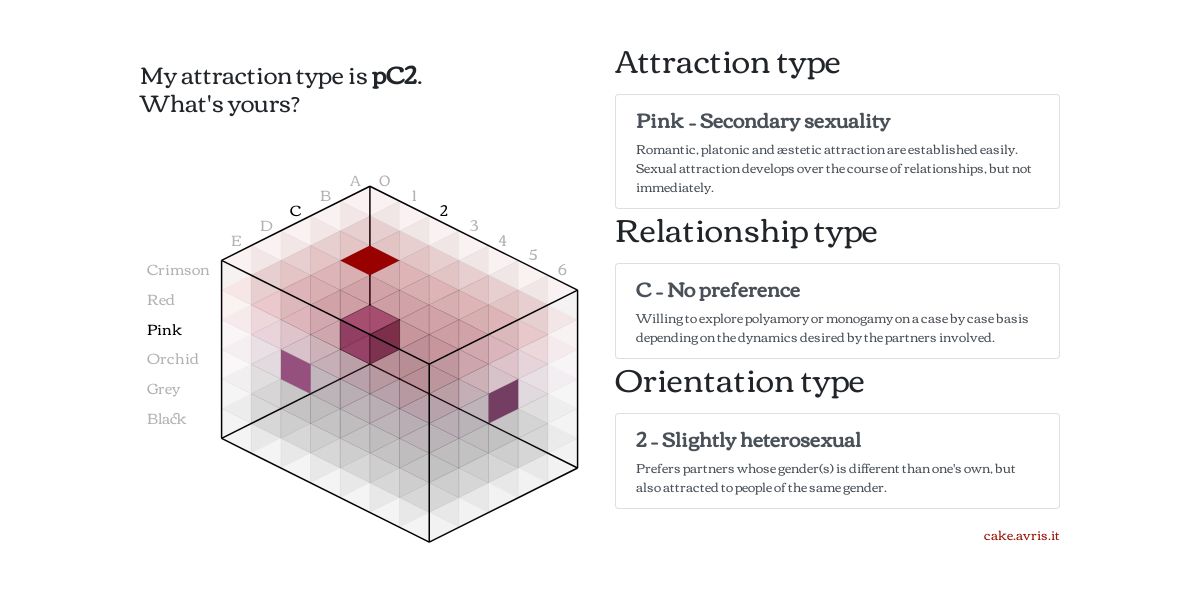 My attraction type is pC2.
What's yours?
A O
B 1
C 2
D 3
E 4
5
6
Crimson
Red
Pink
Orchid
Grey
Black
Attraction type
Pink – Secondary sexuality
Romantic, platonic and æstetic attraction are established easily.
Sexual attraction develops over the course of relationships, but not
immediately.
Relationship type
C – No preference
Willing to explore polyamory or monogamy on a case by case basis
depending on the dynamics desired by the partners involved.
Orientation type
2 – Slightly heterosexual
Prefers partners whose gender(s) is different than one's own, but
also attracted to people of the same gender.
cake.avris.it